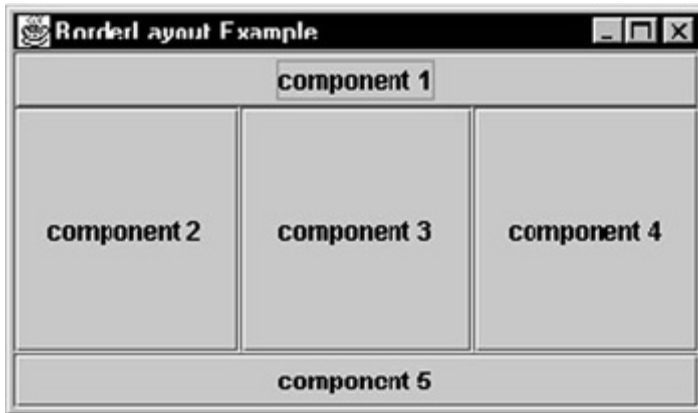 BorderLayout Example
component 1
component 2
component 3
component 4
component 5